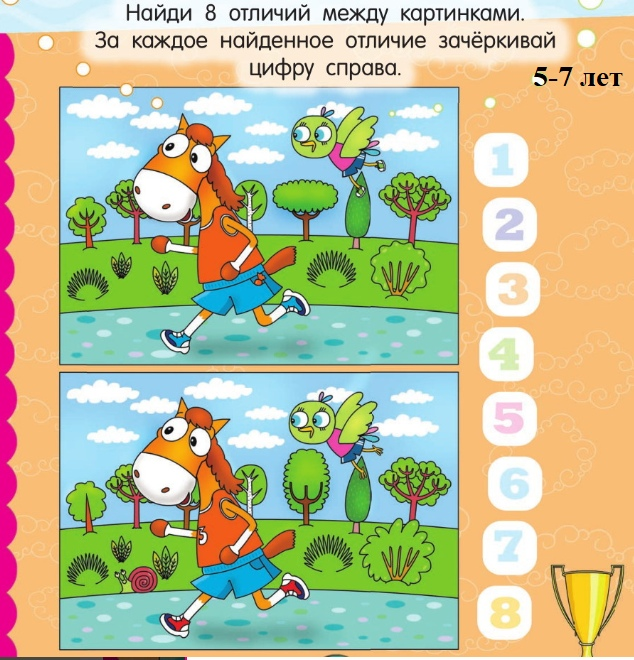 Найди 8 отличий между картинками.
За каждое найденное отличие зачёркивай
цифру справа.
5-7 лет
1
2
3
4
5
6
7
8